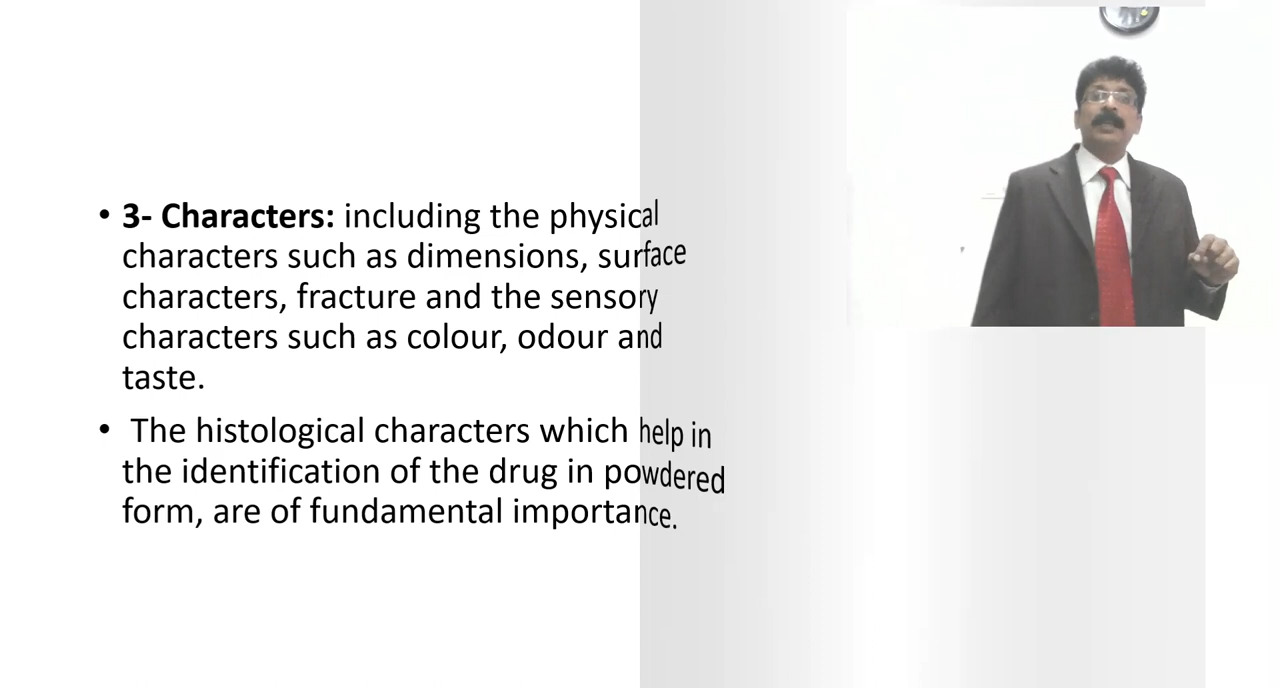 • 3- Characters: including the physical
characters such as dimensions, surface
characters, fracture and the sensory
characters such as colour, odour and
taste.
• The histological characters which help in
the identification of the drug in powdered
form, are of fundamental importance.